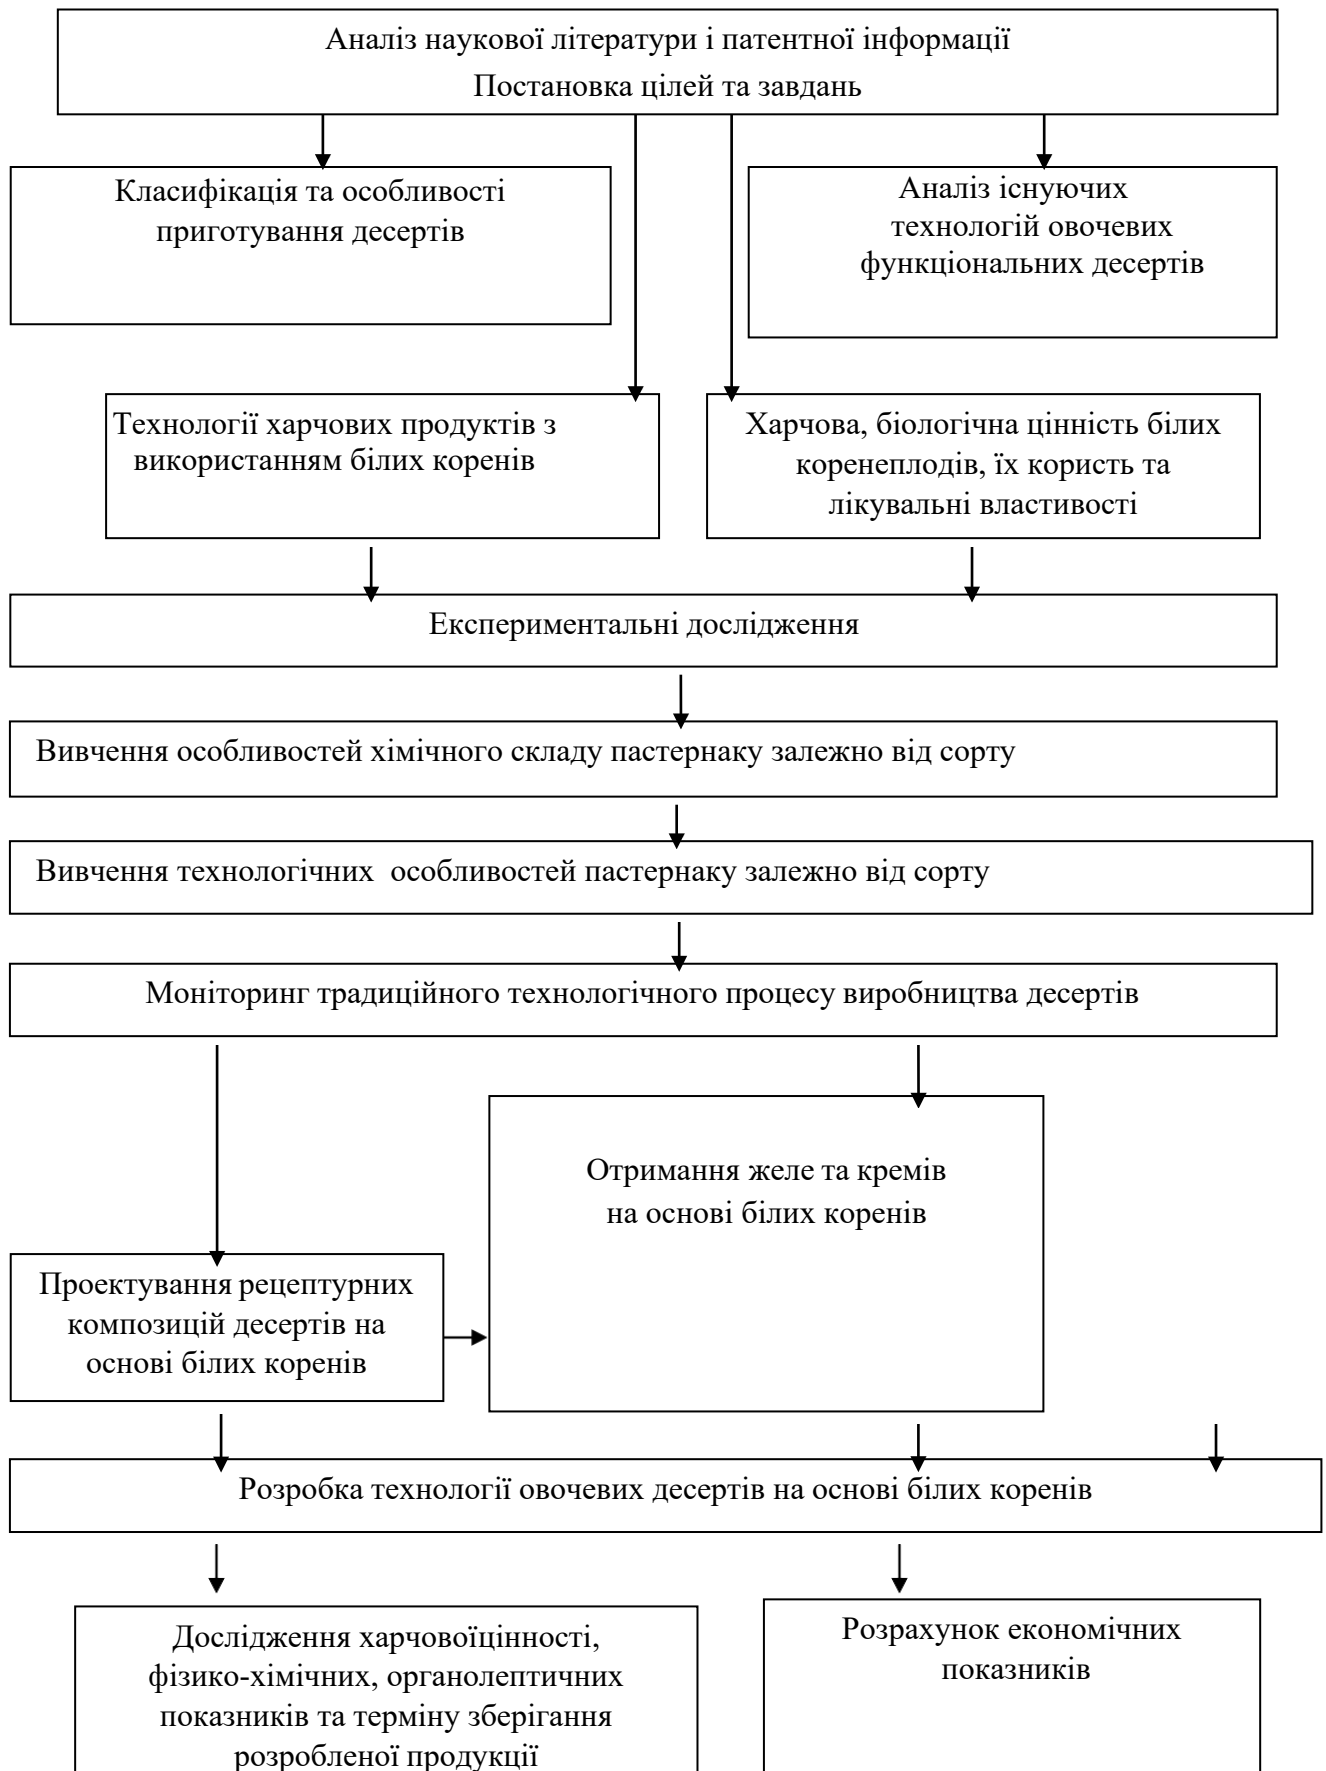 Аналіз наукової літератури і патентної інформації
Постановка цілей та завдань
Класифікація та особливості
приготування десертів
Аналіз існуючих
технологій овочевих
функціональних десертів
Технології харчових продуктів з
використанням білих коренів
Харчова, біологічна цінність білих
коренеплодів, їх користь та
лікувальні властивості
Експериментальні дослідження
Вивчення особливостей хімічного складу пастернаку залежно від сорту
Вивчення технологічних  особливостей пастернаку залежно від сорту
Моніторинг традиційного технологічного процесу виробництва десертів
Отримання желе та кремів
на основі білих коренів
Проектування рецептурних
композицій десертів на
основі білих коренів
Розробка технології овочевих десертів на основі білих коренів
Дослідження харчовоїцінності,
фізико-хімічних, органолептичних
показників та терміну зберігання
розробленої продукції
Розрахунок економічних
показників